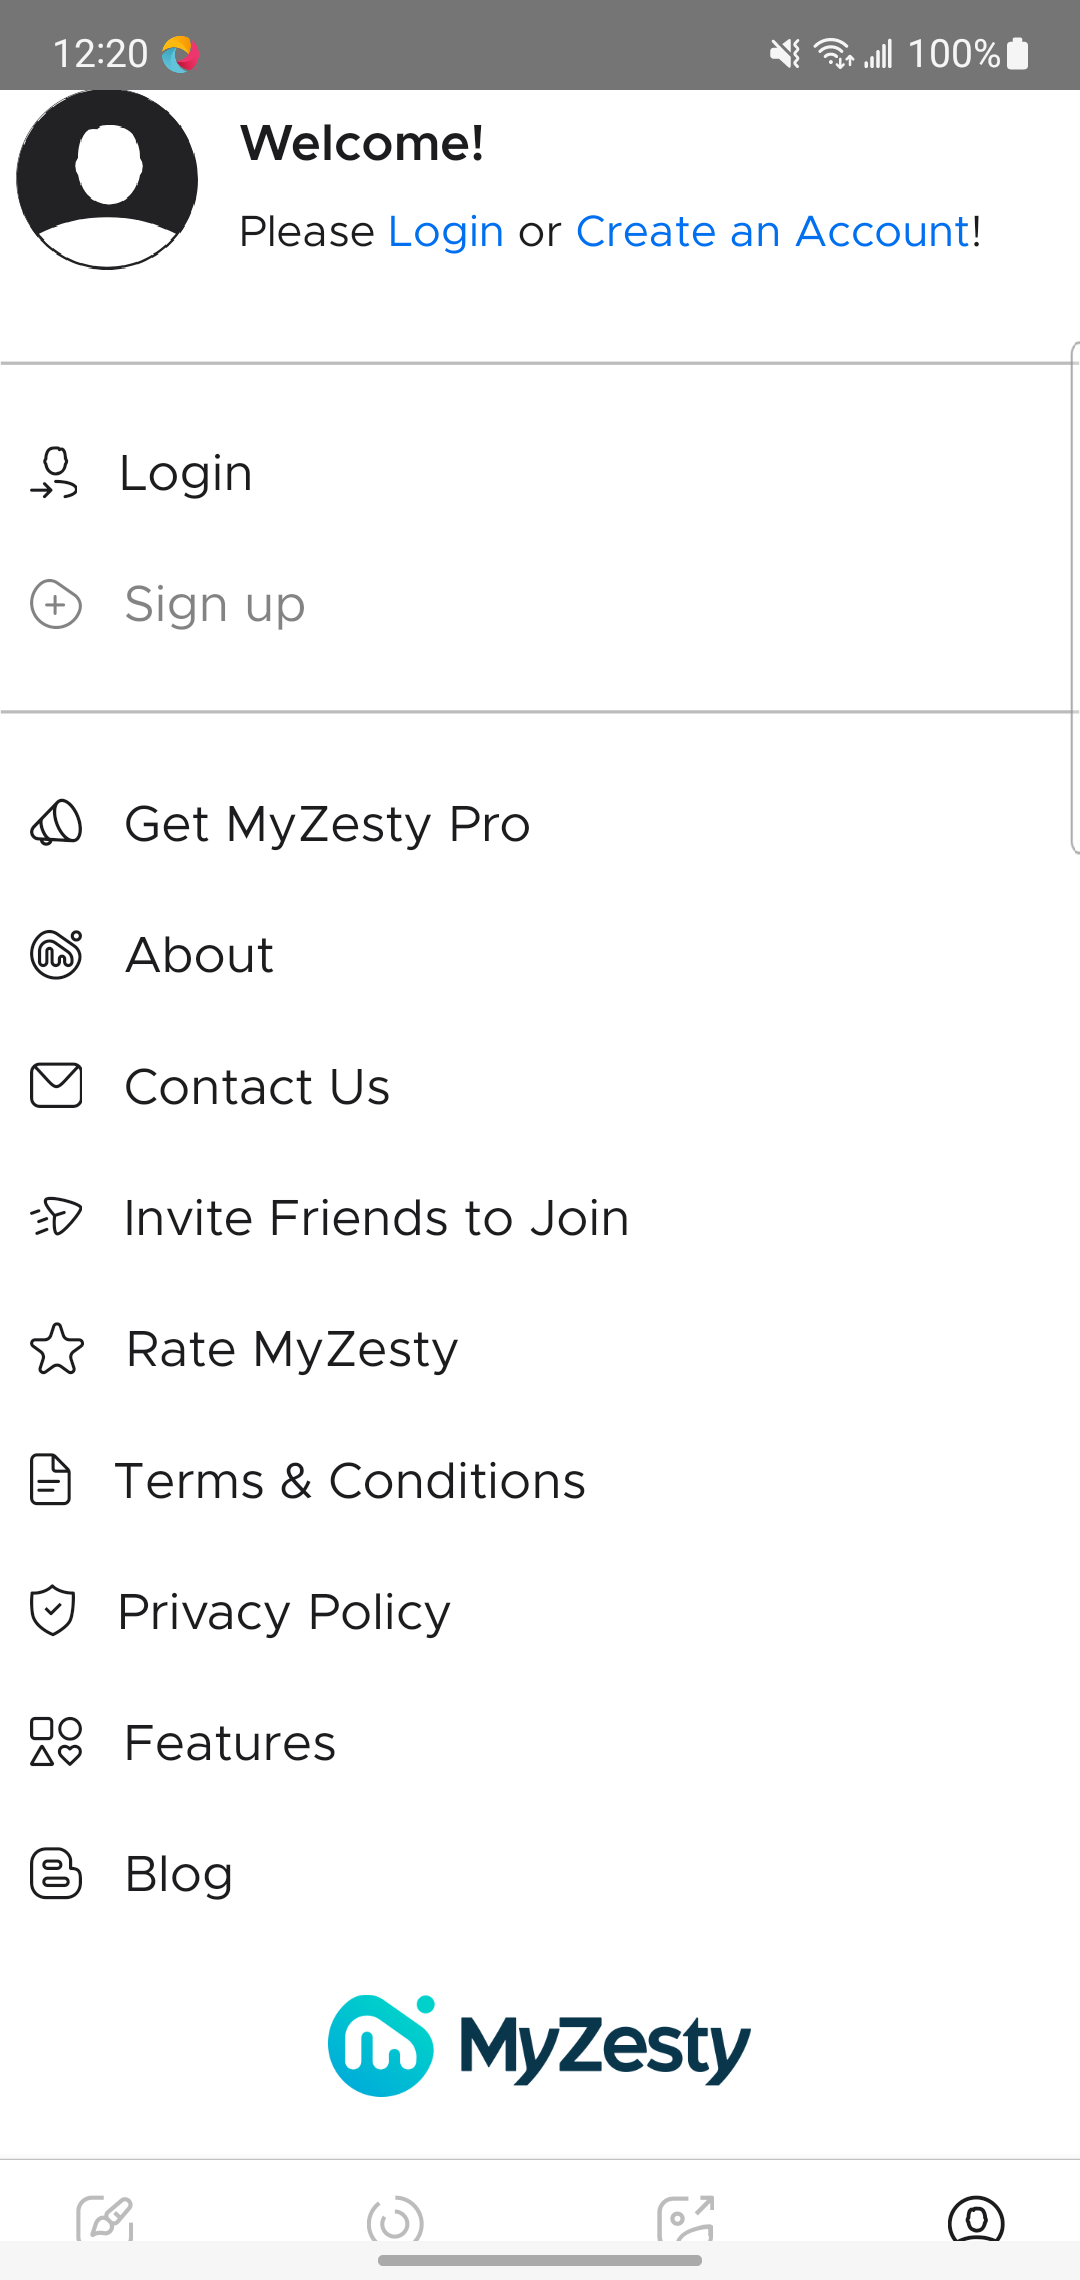 12:20 100%
Welcome!
Please Login or Create an Account!
Login
Sign up
Get MyZesty Pro
About
Contact Us
Invite Friends to Join
Rate MyZesty
Terms & Conditions
Privacy Policy
Features
Blog
MyZesty